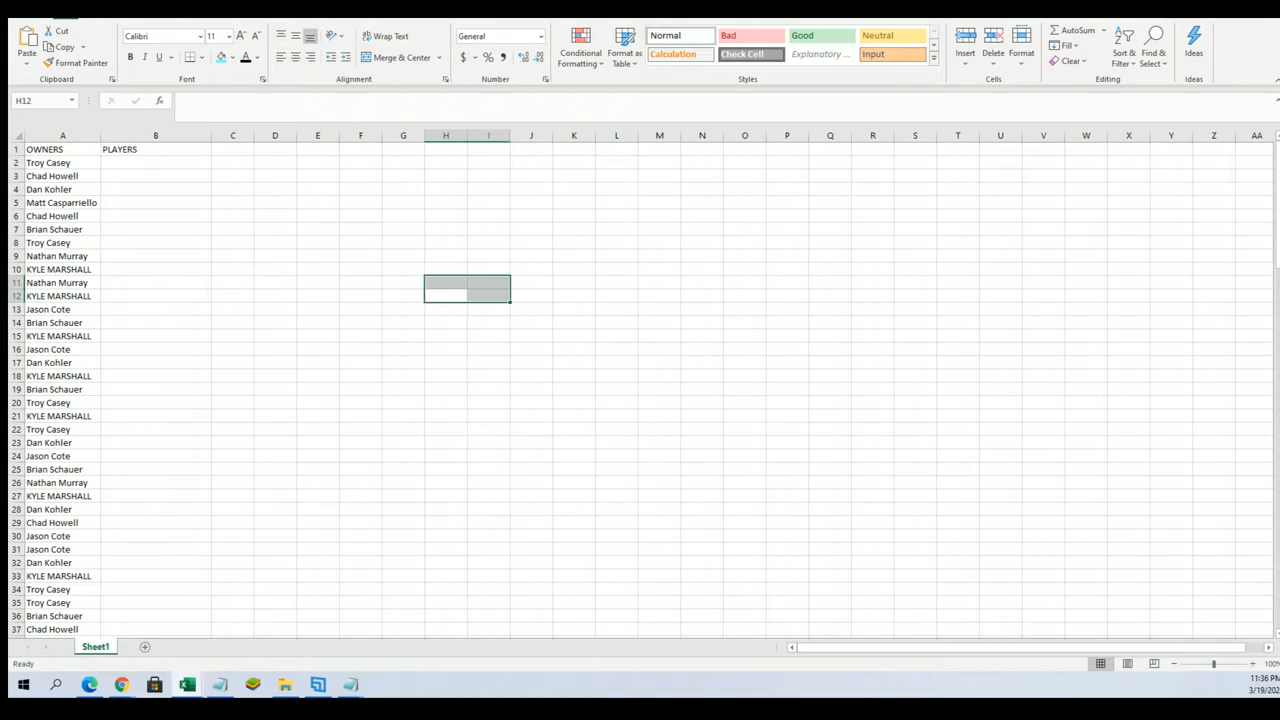 Cut
Copy
Format Painter
Paste
Clipboard
Calibri 11
B I U
Font
Wrap Text
Merge & Center
Alignment
General
$ %
Number
Conditional Formatting
Format as Table
Normal Bad Good Neutral
Calculation Check Cell Explanatory ... Input
Styles
Insert Delete Format
Cells
AutoSum
Fill
Clear
Sort & Filter
Find & Select
Editing
Ideas
Ideas
H12 fx
A B C D E F G H I J K L M N O P Q R S T U V W X Y Z AA
1 OWNERS PLAYERS
2 Troy Casey
3 Chad Howell
4 Dan Kohler
5 Matt Casparriello
6 Chad Howell
7 Brian Schauer
8 Troy Casey
9 Nathan Murray
10 KYLE MARSHALL
11 Nathan Murray
12 KYLE MARSHALL
13 Jason Cote
14 Brian Schauer
15 KYLE MARSHALL
16 Jason Cote
17 Dan Kohler
18 KYLE MARSHALL
19 Brian Schauer
20 Troy Casey
21 KYLE MARSHALL
22 Troy Casey
23 Dan Kohler
24 Jason Cote
25 Brian Schauer
26 Nathan Murray
27 KYLE MARSHALL
28 Dan Kohler
29 Chad Howell
30 Jason Cote
31 Jason Cote
32 Dan Kohler
33 KYLE MARSHALL
34 Troy Casey
35 Troy Casey
36 Brian Schauer
37 Chad Howell
Sheet1
Ready
100%
11:36 PM
3/19/202